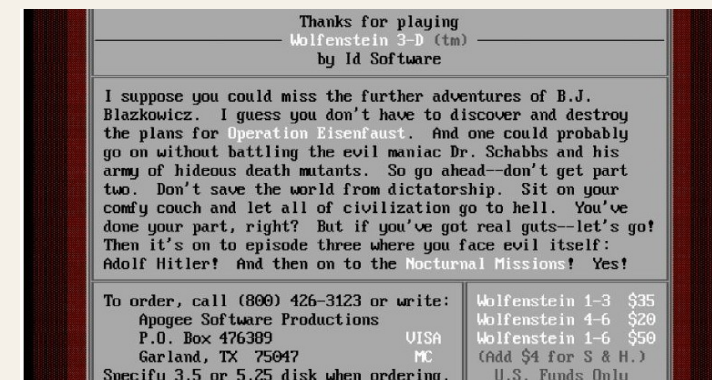 Thanks for playing
Wolfenstein 3-D (tm)
by Id Software
I suppose you could miss the further adventures of B.J.
Blazkowicz.  I guess you don't have to discover and destroy
the plans for Operation Eisenfaust.  And one could probably
go on without battling the evil maniac Dr. Schabbs and his
army of hideous death mutants.  So go ahead--don't get part
two.  Don't save the world from dictatorship.  Sit on your
comfy couch and let all of civilization go to hell.  You've
done your part, right?  But if you've got real guts--let's go!
Then it's on to episode three where you face evil itself:
Adolf Hitler!  And then on to the Nocturnal Missions!  Yes!
To order, call (800) 426-3123 or write:
Apogee Software Productions
P.O. Box 476389 VISA
Garland, TX  75047 MC
Specify 3.5 or 5.25 disk when ordering.
Wolfenstein 1-3  $35
Wolfenstein 4-6  $20
Wolfenstein 1-6  $50
(Add $4 for S & H.)
U.S. Funds Only